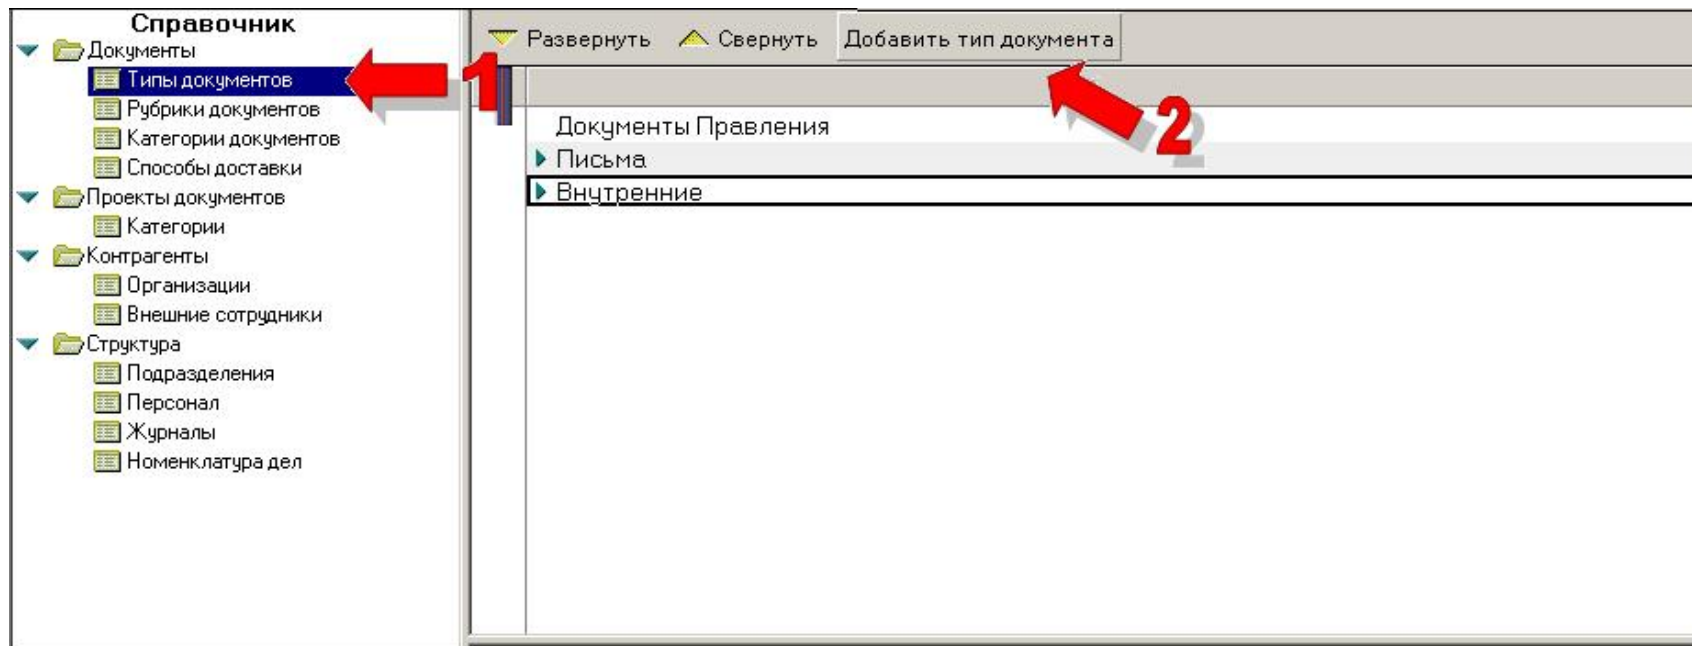 Справочник
Документы
Типы документов
Рубрики документов
Категории документов
Способы доставки
Проекты документов
Категории
Контрагенты
Организации
Внешние сотрудники
Структура
Подразделения
Персонал
Журналы
Номенклатура дел
Развернуть Свернуть Добавить тип документа
1
2
Документы Правления
Письма
Внутренние